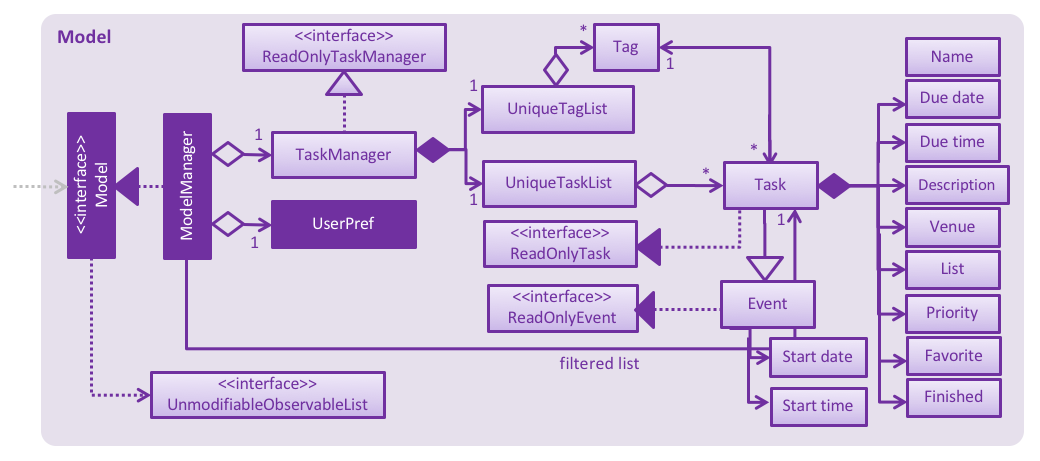 Model
<<interface>>
ReadOnlyTaskManager
*
Tag
1
Name
Due date
Due time
Description
Venue
List
Priority
Favorite
Finished
<<interface>>
Model
ModelManager
1
TaskManager
1
UserPref
1
UniqueTagList
1
UniqueTaskList
*
*
Task
1
<<interface>>
ReadOnlyTask
<<interface>>
ReadOnlyEvent
Event
Start date
Start time
filtered list
<<interface>>
UnmodifiableObservableList